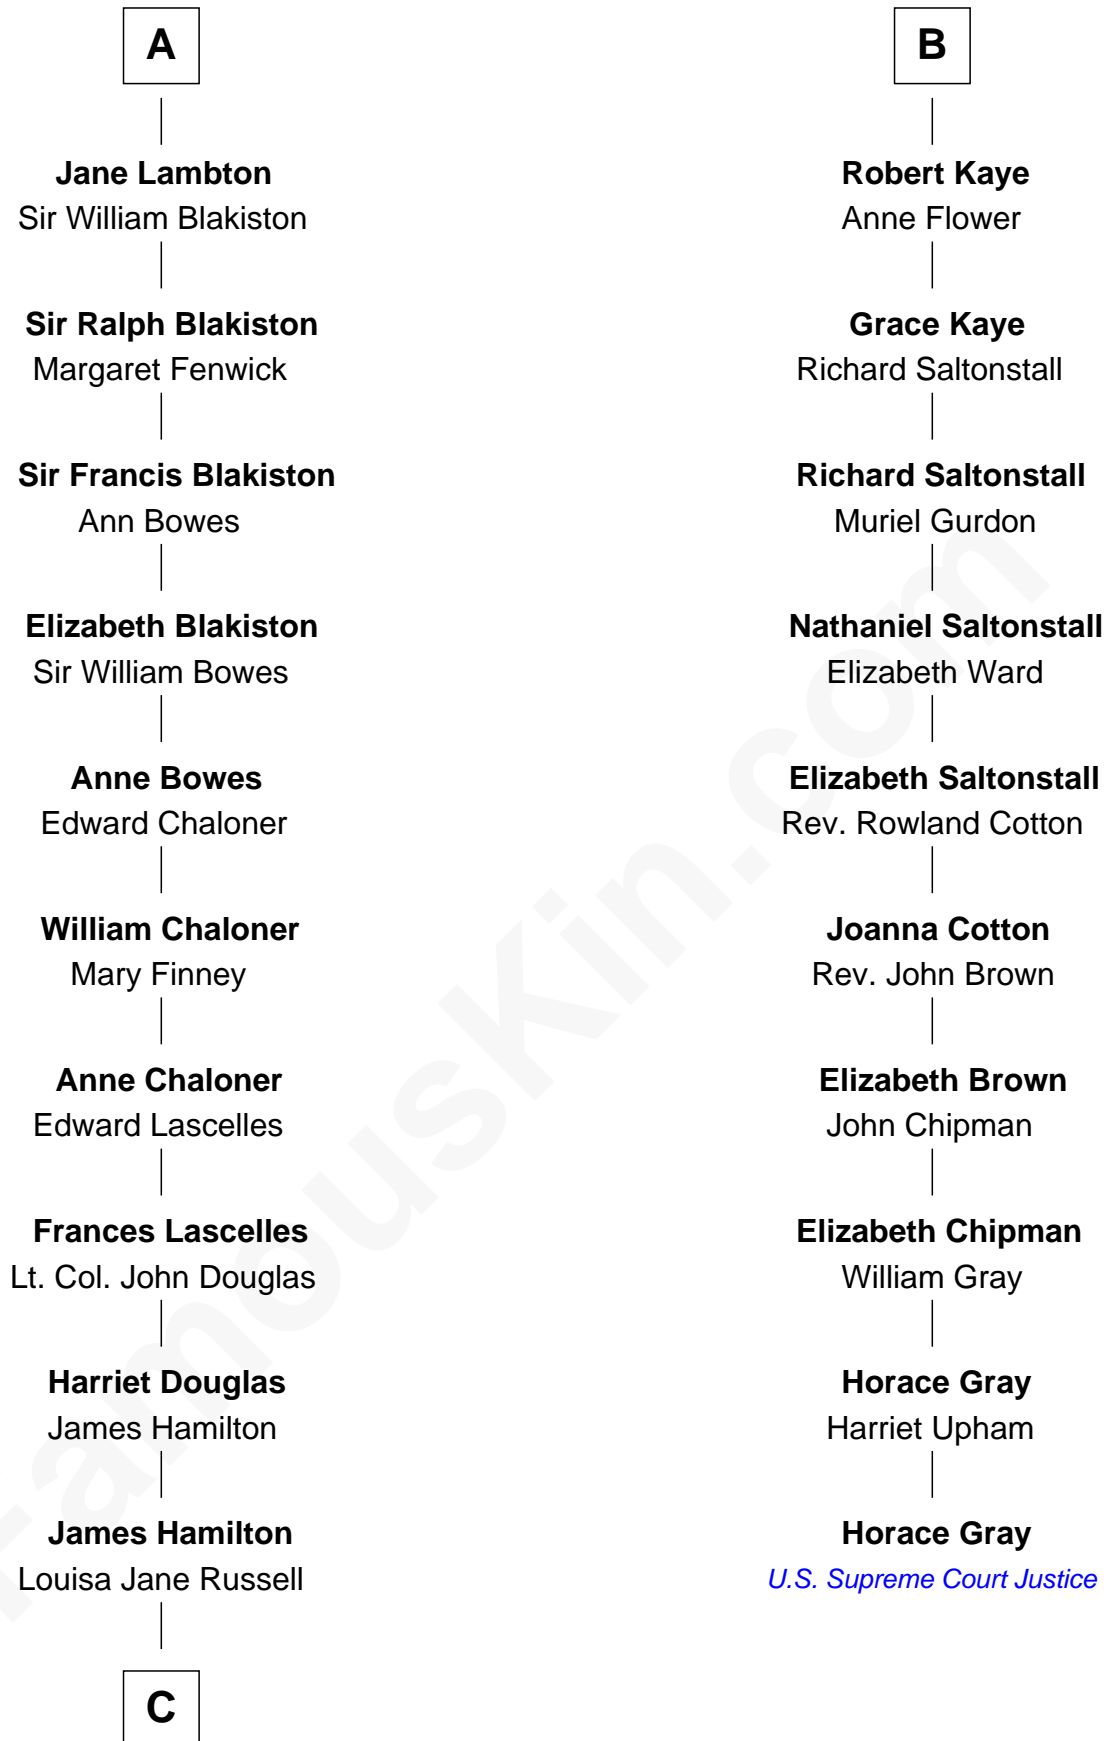 A
Jane Lambton
Sir William Blakiston
Sir Ralph Blakiston
Margaret Fenwick
Sir Francis Blakiston
Ann Bowes
Elizabeth Blakiston
Sir William Bowes
Anne Bowes
Edward Chaloner
William Chaloner
Mary Finney
Anne Chaloner
Edward Lascelles
Frances Lascelles
Lt. Col. John Douglas
Harriet Douglas
James Hamilton
James Hamilton
Louisa Jane Russell
C
B
Robert Kaye
Anne Flower
Grace Kaye
Richard Saltonstall
Richard Saltonstall
Muriel Gurdon
Nathaniel Saltonstall
Elizabeth Ward
Elizabeth Saltonstall
Rev. Rowland Cotton
Joanna Cotton
Rev. John Brown
Elizabeth Brown
John Chipman
Elizabeth Chipman
William Gray
Horace Gray
Harriet Upham
Horace Gray
U.S. Supreme Court Justice
FamousKin.com